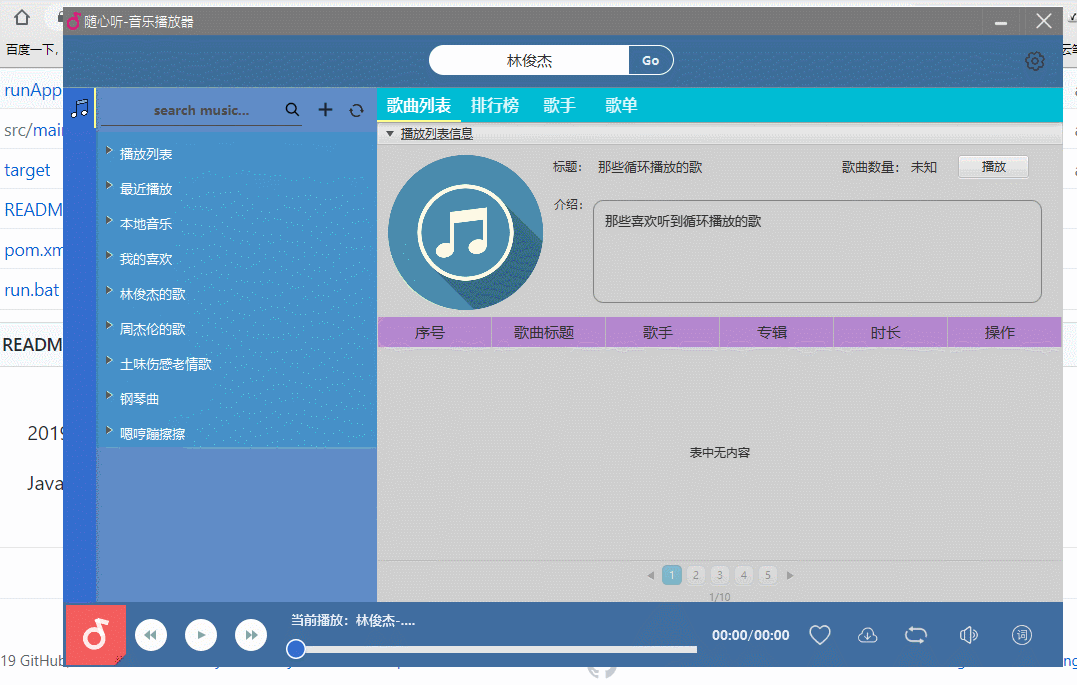 随心听-音乐播放器
百度一下,
林俊杰
Go
runApp
src/mai
target
READM
pom.xm
run.bat
READM
2019
Java
search music...
播放列表
最近播放
本地音乐
我的喜欢
林俊杰的歌
周杰伦的歌
土味伤感老情歌
钢琴曲
嗯哼蹦擦擦
歌曲列表 排行榜 歌手 歌单
播放列表信息
标题: 那些循环播放的歌 歌曲数量: 未知 播放
介绍: 那些喜欢听到循环播放的歌
序号 歌曲标题 歌手 专辑 时长 操作
表中无内容
1 2 3 4 5
1/10
当前播放: 林俊杰-....
00:00/00:00
词
19 GitHub